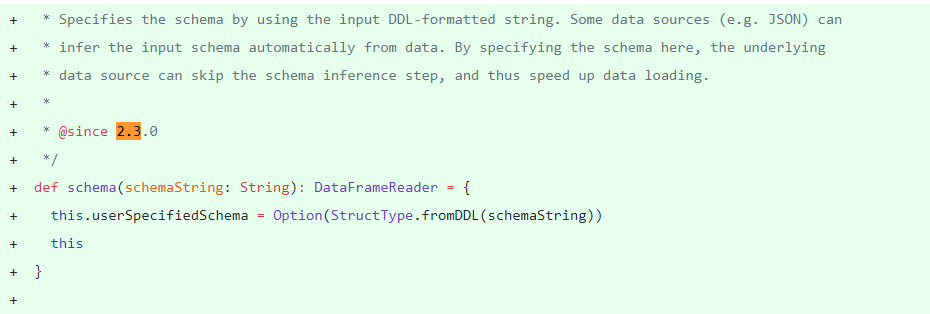 +   * Specifies the schema by using the input DDL-formatted string. Some data sources (e.g. JSON) can
+   * infer the input schema automatically from data. By specifying the schema here, the underlying
+   * data source can skip the schema inference step, and thus speed up data loading.
+   *
+   * @since 2.3.0
+   */
+  def schema(schemaString: String): DataFrameReader = {
+    this.userSpecifiedSchema = Option(StructType.fromDDL(schemaString))
+    this
+  }
+